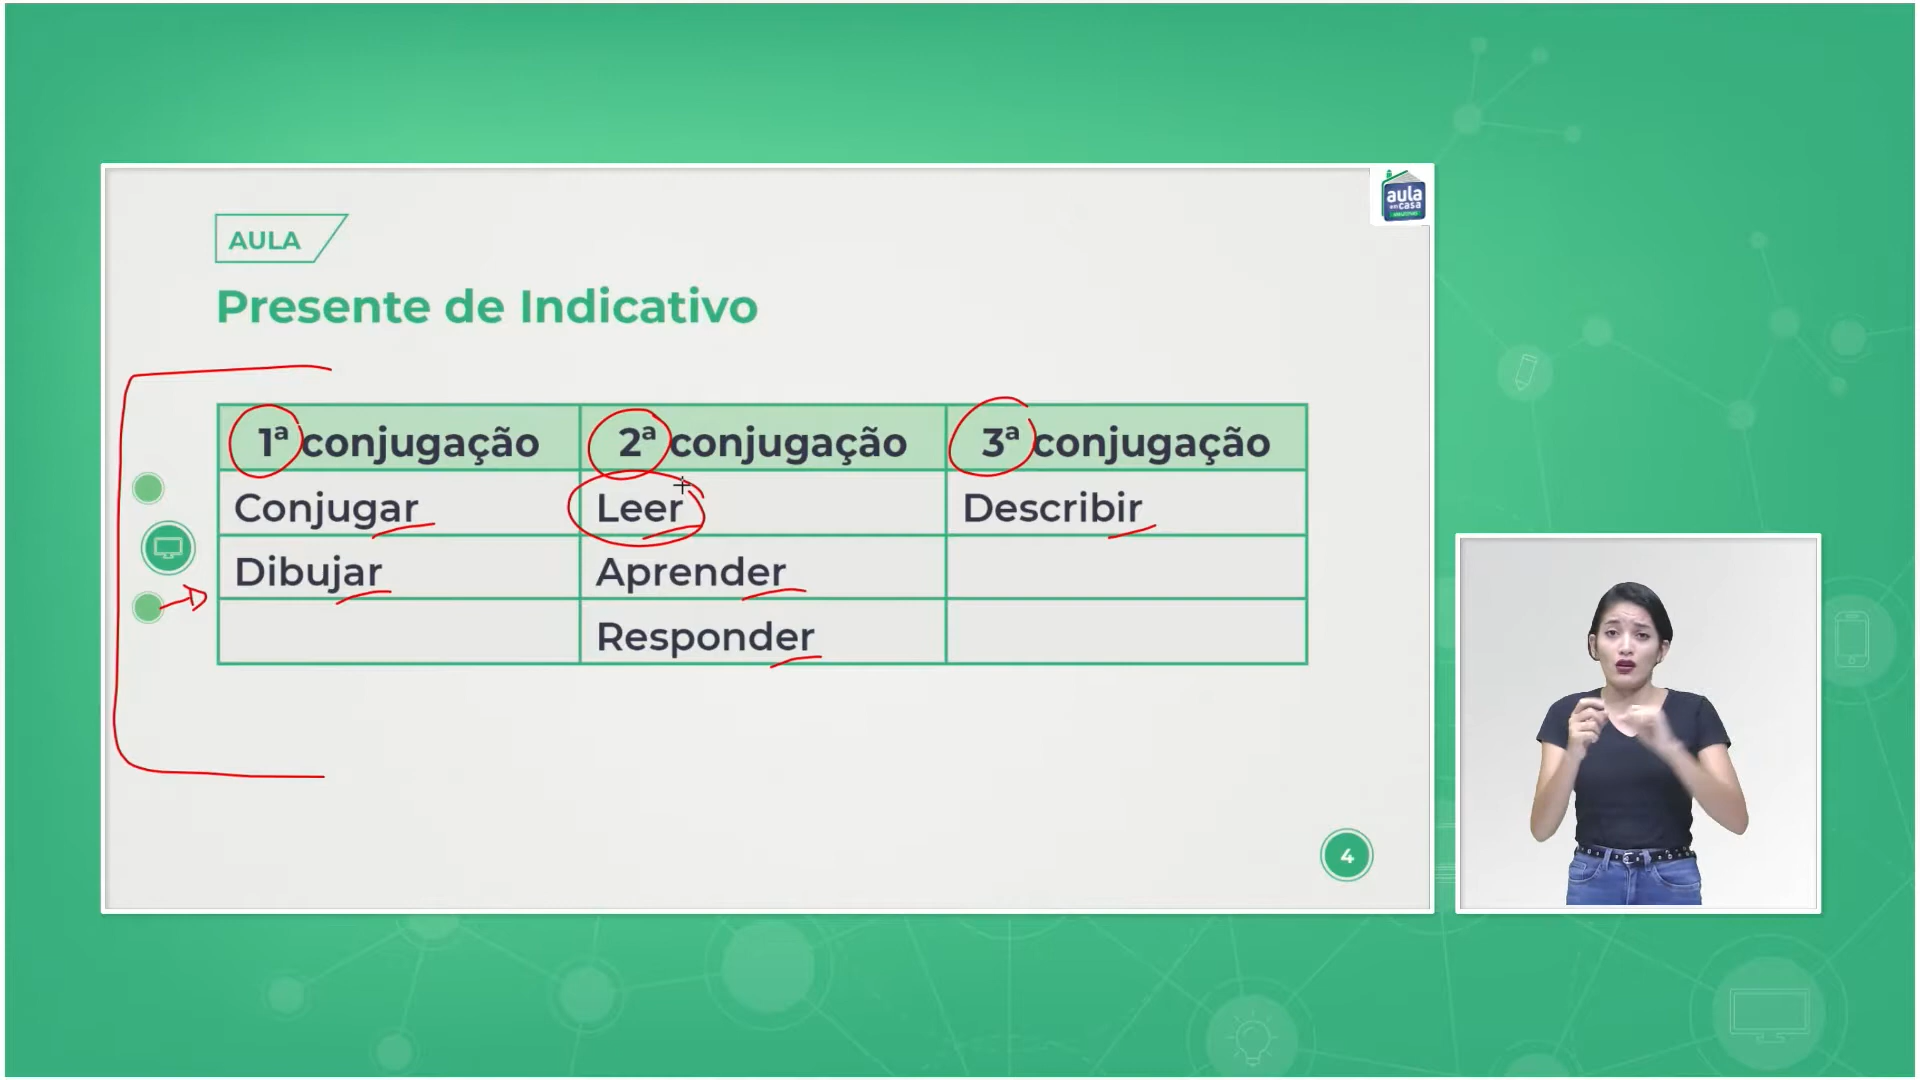 aula
em casa
AULA
Presente de Indicativo
1ª conjugação 2ª conjugação 3ª conjugação
Conjugar Leer Describir
Dibujar Aprender
Responder
4